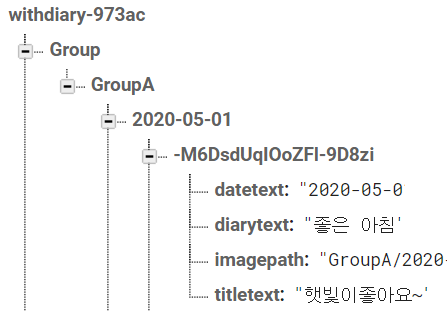 withdiary-973ac
Group
GroupA
2020-05-01
-M6DsdUqIOoZFI-9D8zi
datetext: "2020-05-0
diarytext: "좋은 아침'
imagepath: "GroupA/2020-
titletext: "햇빛이좋아요~'